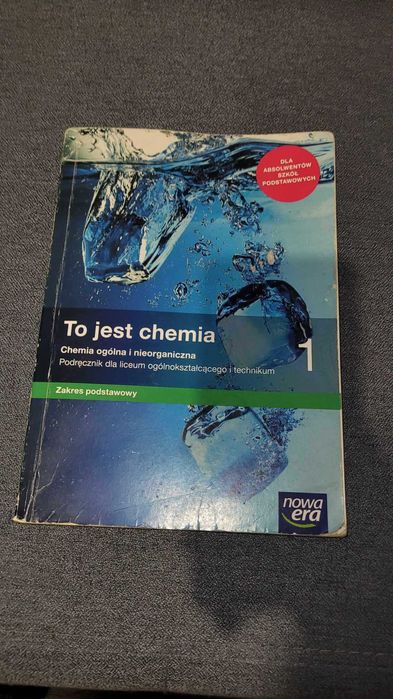 DLA
ABSOLWENTÓW
SZKÓŁ
PODSTAWOWYCH
To jest chemia
1
Chemia ogólna i nieorganiczna
Podręcznik dla liceum ogólnokształcącego i technikum
Zakres podstawowy
nowa
era